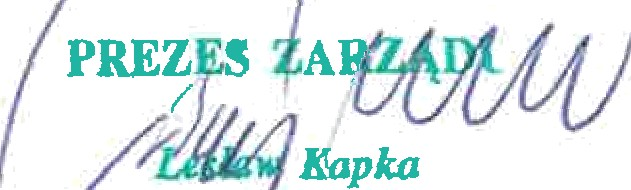 PREZES ZARZĄDU
Lesław Kapka